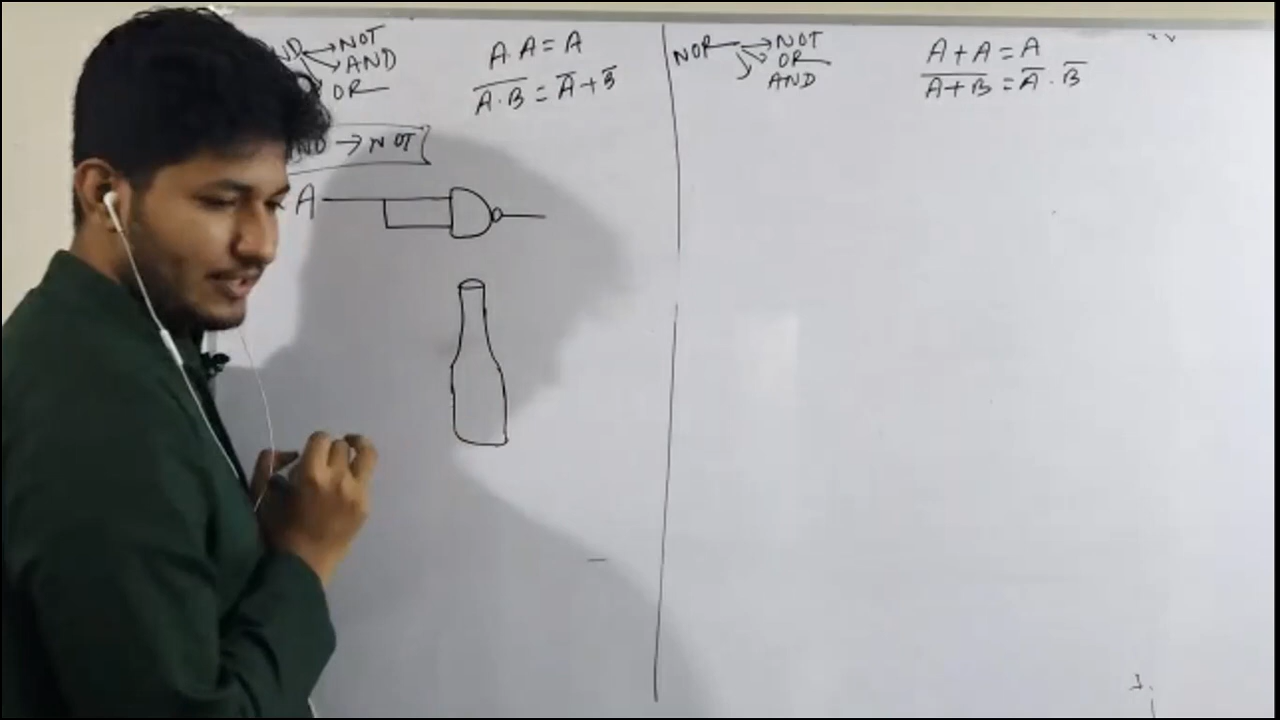 → NOT
→ AND
OR
A . A = A
A̅ ̅.̅ ̅B̅ = A̅ + B̅
→ NOT
A
NOR → NOT
OR
AND
A + A = A
A̅ ̅+̅ ̅B̅ = A̅ . B̅